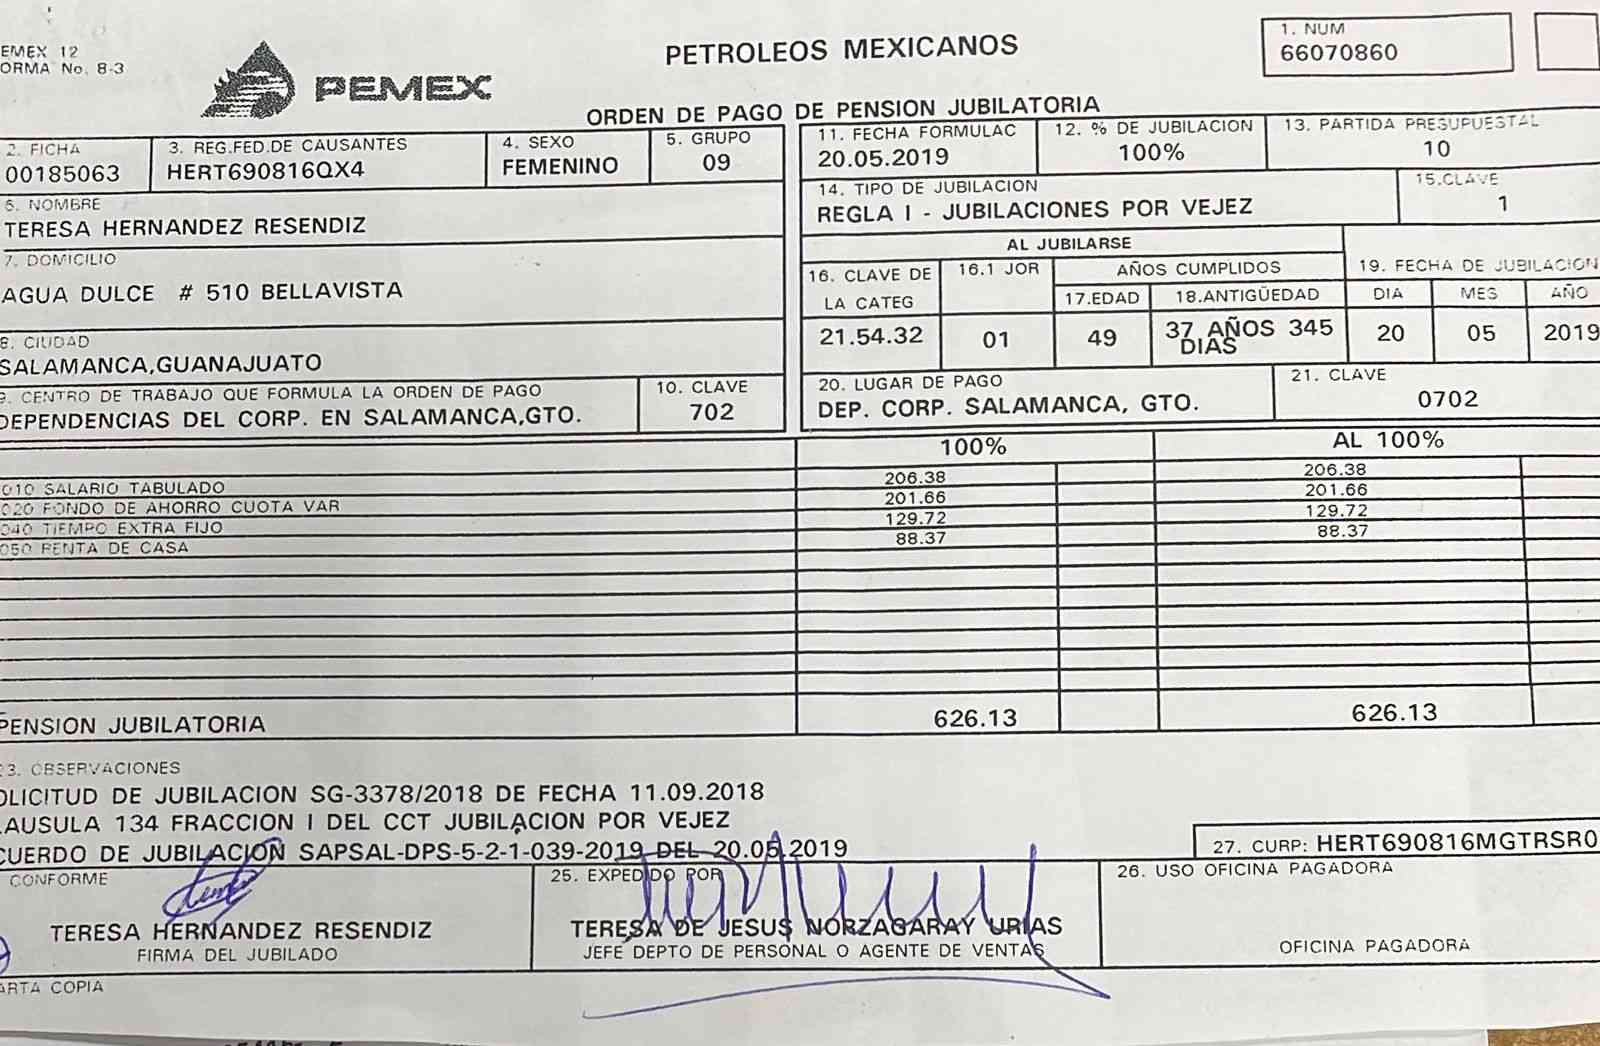 EMEX 12
ORMA No. 8-3
PEMEX
PETROLEOS MEXICANOS
1. NUM
66070860
ORDEN DE PAGO DE PENSION JUBILATORIA
2. FICHA
00185063
3. REG.FED.DE CAUSANTES
HERT690816QX4
4. SEXO
FEMENINO
5. GRUPO
09
11. FECHA FORMULAC
20.05.2019
12. % DE JUBILACION
100%
13. PARTIDA PRESUPUESTAL
10
6. NOMBRE
TERESA HERNANDEZ RESENDIZ
14. TIPO DE JUBILACION
REGLA I - JUBILACIONES POR VEJEZ
15.CLAVE
1
7. DOMICILIO
AGUA DULCE # 510 BELLAVISTA
AL JUBILARSE
16. CLAVE DE
LA CATEG
21.54.32
16.1 JOR
01
AÑOS CUMPLIDOS
17.EDAD
49
18.ANTIGÜEDAD
37 AÑOS 345
DIAS
19. FECHA DE JUBILACION
DIA
MES
AÑO
20
05
2019
8. CIUDAD
SALAMANCA,GUANAJUATO
9. CENTRO DE TRABAJO QUE FORMULA LA ORDEN DE PAGO
DEPENDENCIAS DEL CORP. EN SALAMANCA,GTO.
10. CLAVE
702
20. LUGAR DE PAGO
DEP. CORP. SALAMANCA, GTO.
21. CLAVE
0702
100%
AL 100%
010 SALARIO TABULADO 206.38 206.38
020 FONDO DE AHORRO CUOTA VAR 201.66 201.66
040 TIEMPO EXTRA FIJO 129.72 129.72
050 RENTA DE CASA 88.37 88.37
PENSION JUBILATORIA 626.13 626.13
23. OBSERVACIONES
OLICITUD DE JUBILACION SG-3378/2018 DE FECHA 11.09.2018
LAUSULA 134 FRACCION I DEL CCT JUBILACION POR VEJEZ
CUERDO DE JUBILACION SAPSAL-DPS-5-2-1-039-2019 DEL 20.05.2019
27. CURP: HERT690816MGTRSR0
CONFORME
TERESA HERNANDEZ RESENDIZ
FIRMA DEL JUBILADO
25. EXPEDIDO POR
TERESA DE JESUS NORZAGARAY URIAS
JEFE DEPTO DE PERSONAL O AGENTE DE VENTAS
26. USO OFICINA PAGADORA
OFICINA PAGADORA
ARTA COPIA